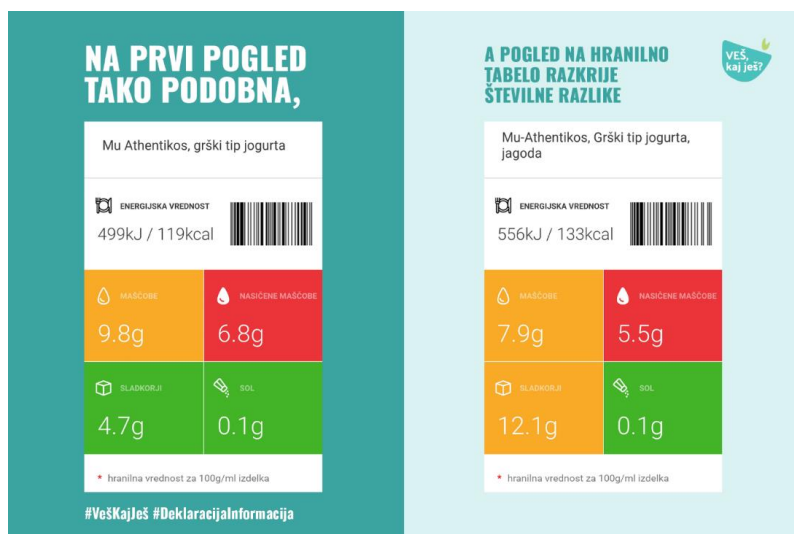 NA PRVI POGLED
TAKO PODOBNA,
Mu Athentikos, grški tip jogurta
ENERGIJSKA VREDNOST
499kJ / 119kcal
MAŠČOBE
NASIČENE MAŠČOBE
9.8g
6.8g
SLADKORJI
SOL
4.7g
0.1g
* hranilna vrednost za 100g/ml izdelka
#VešKajJeš #DeklaracijaInformacija
A POGLED NA HRANILNO
TABELO RAZKRIJE
ŠTEVILNE RAZLIKE
VEŠ,
kaj ješ?
Mu-Athentikos, Grški tip jogurta,
jagoda
ENERGIJSKA VREDNOST
556kJ / 133kcal
MAŠČOBE
NASIČENE MAŠČOBE
7.9g
5.5g
SLADKORJI
SOL
12.1g
0.1g
* hranilna vrednost za 100g/ml izdelka